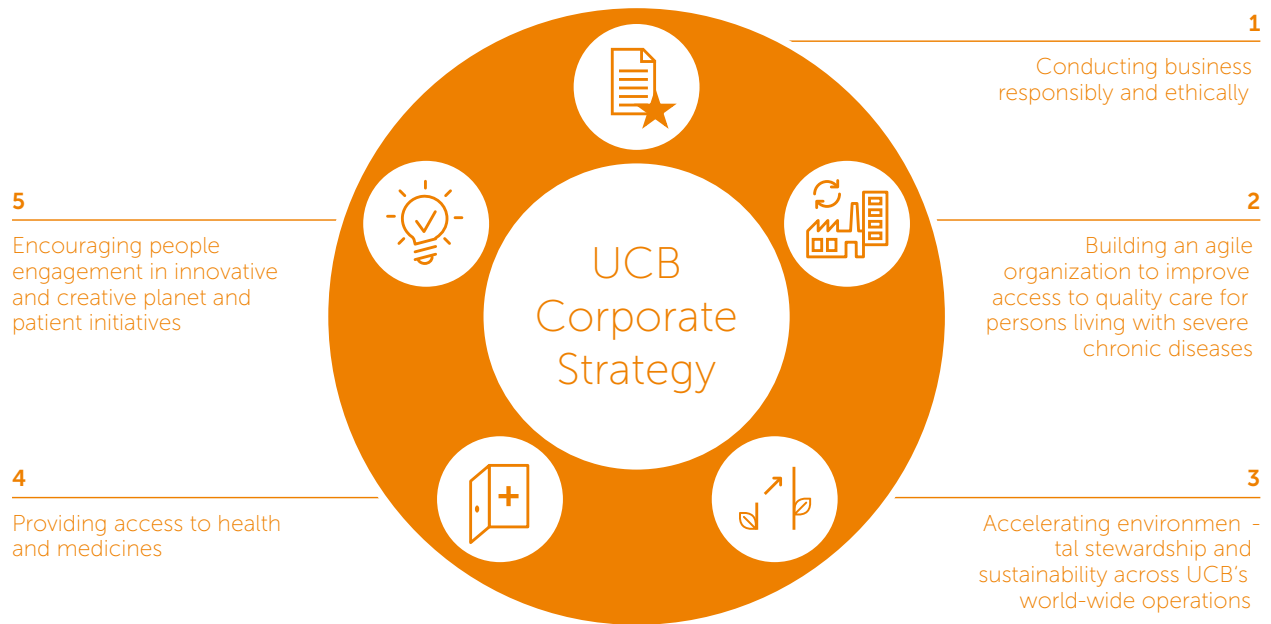 UCB
Corporate
Strategy
1
Conducting business
responsibly and ethically
2
Building an agile
organization to improve
access to quality care for
persons living with severe
chronic diseases
3
Accelerating environmen -
tal stewardship and
sustainability across UCB's
world-wide operations
4
Providing access to health
and medicines
5
Encouraging people
engagement in innovative
and creative planet and
patient initiatives